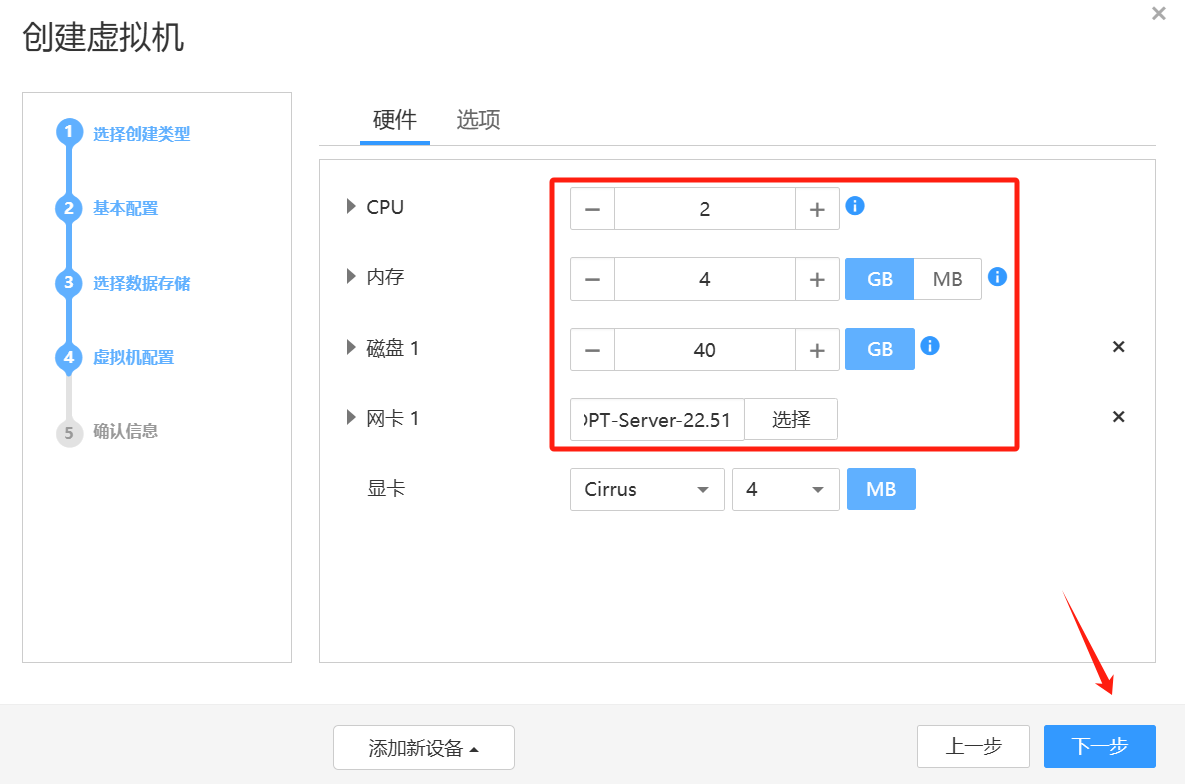 创建虚拟机
1 选择创建类型
2 基本配置
3 选择数据存储
4 虚拟机配置
5 确认信息
硬件 选项
CPU 2
内存 4 GB MB
磁盘 1 40 GB
网卡 1 PT-Server-22.51 选择
显卡 Cirrus 4 MB
添加新设备 上一步 下一步